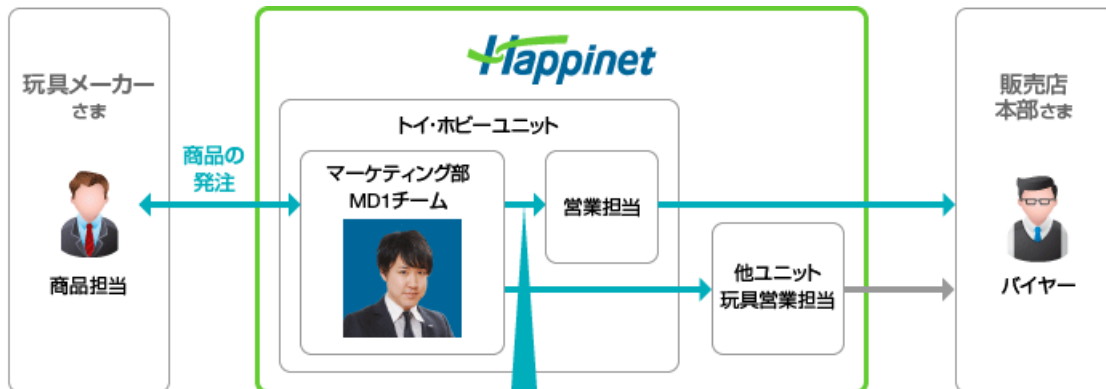 Happinet
玩具メーカー
さま
商品の
発注
商品担当
トイ・ホビーユニット
マーケティング部
MD1チーム
営業担当
他ユニット
玩具営業担当
販売店
本部さま
バイヤー